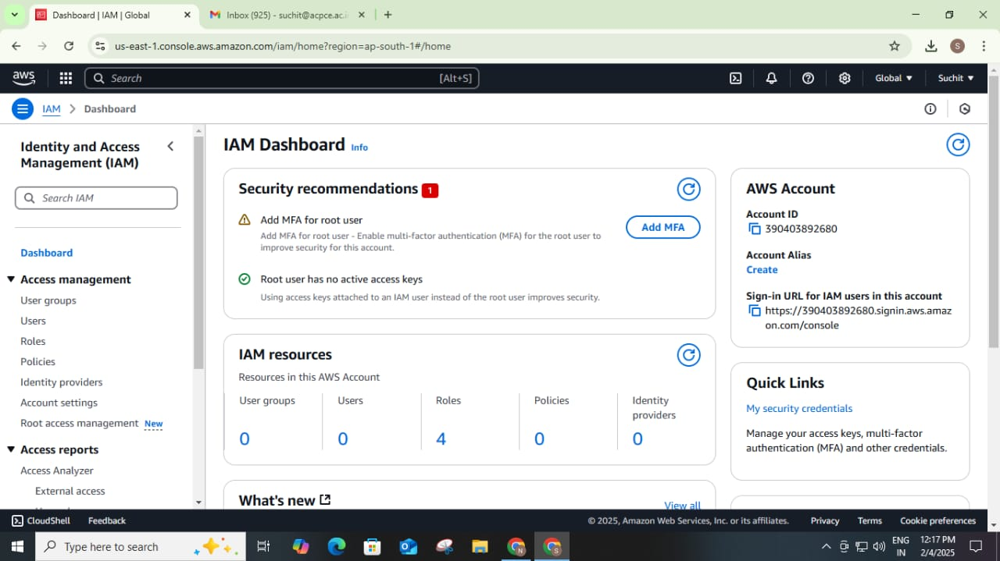 Dashboard | IAM | Global
Inbox (925) - suchit@acpce.ac.i
us-east-1.console.aws.amazon.com/iam/home?region=ap-south-1#/home
S
aws
Search
[Alt+S]
Global
Suchit
IAM
Dashboard
Identity and Access
Management (IAM)
Search IAM
Dashboard
Access management
User groups
Users
Roles
Policies
Identity providers
Account settings
Root access management New
Access reports
Access Analyzer
External access
IAM Dashboard Info
Security recommendations 1
Add MFA for root user
Add MFA for root user - Enable multi-factor authentication (MFA) for the root user to
improve security for this account.
Add MFA
Root user has no active access keys
Using access keys attached to an IAM user instead of the root user improves security.
IAM resources
Resources in this AWS Account
User groups
0
Users
0
Roles
4
Policies
0
Identity
providers
0
What's new
View all
AWS Account
Account ID
390403892680
Account Alias
Create
Sign-in URL for IAM users in this account
https://390403892680.signin.aws.amaz
on.com/console
Quick Links
My security credentials
Manage your access keys, multi-factor
authentication (MFA) and other credentials.
CloudShell
Feedback
© 2025, Amazon Web Services, Inc. or its affiliates.
Privacy
Terms
Cookie preferences
Type here to search
N
S
ENG
IN
12:17 PM
2/4/2025